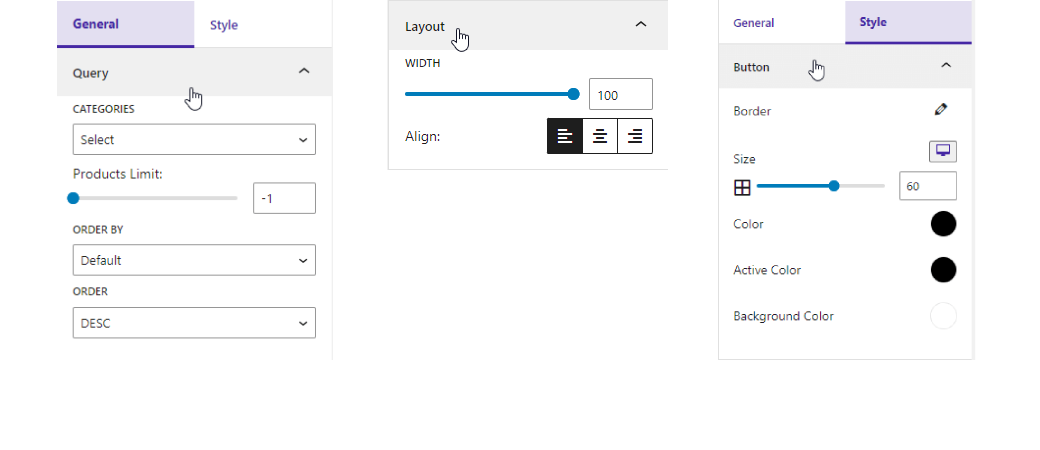 General
Style
Query
CATEGORIES
Select
Products Limit:
-1
ORDER BY
Default
ORDER
DESC
Layout
WIDTH
100
Align:
General
Style
Button
Border
Size
60
Color
Active Color
Background Color